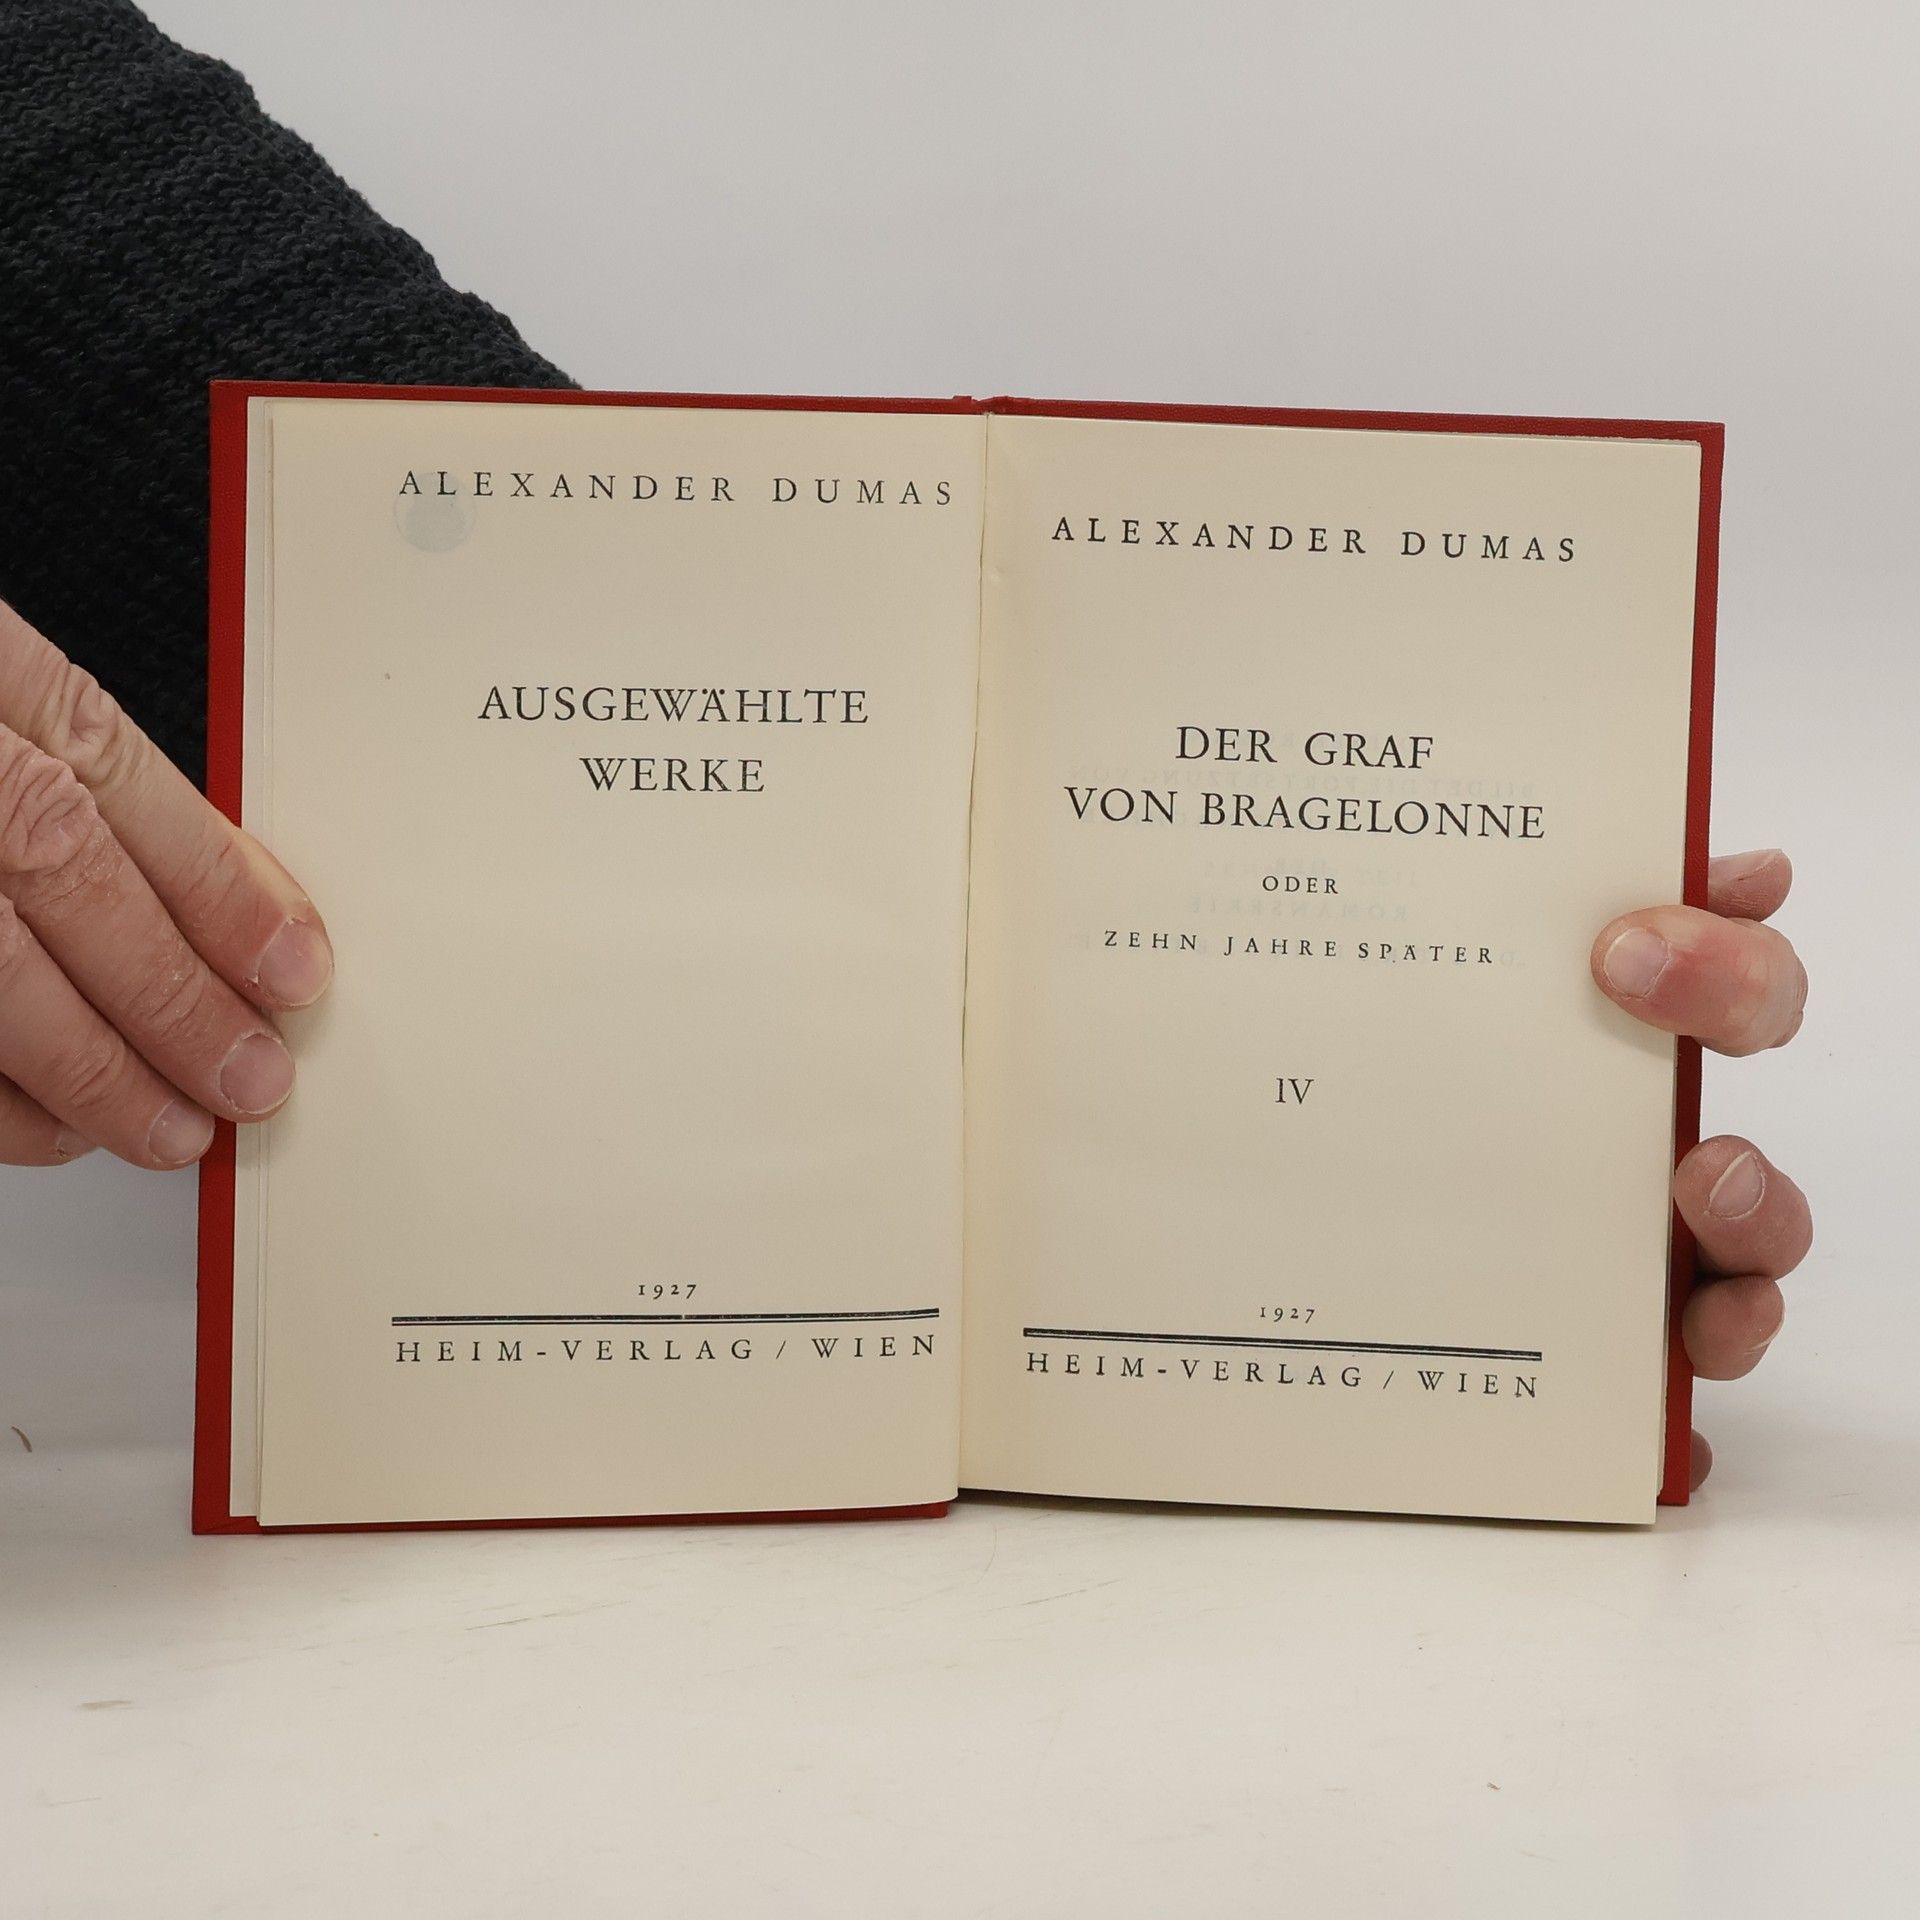 ALEXANDER DUMAS
AUSGEWÄHLTE
WERKE
1927
HEIM-VERLAG / WIEN
ALEXANDER DUMAS
DER GRAF
VON BRAGELONNE
ODER
ZEHN JAHRE SPÄTER
IV
1927
HEIM-VERLAG / WIEN